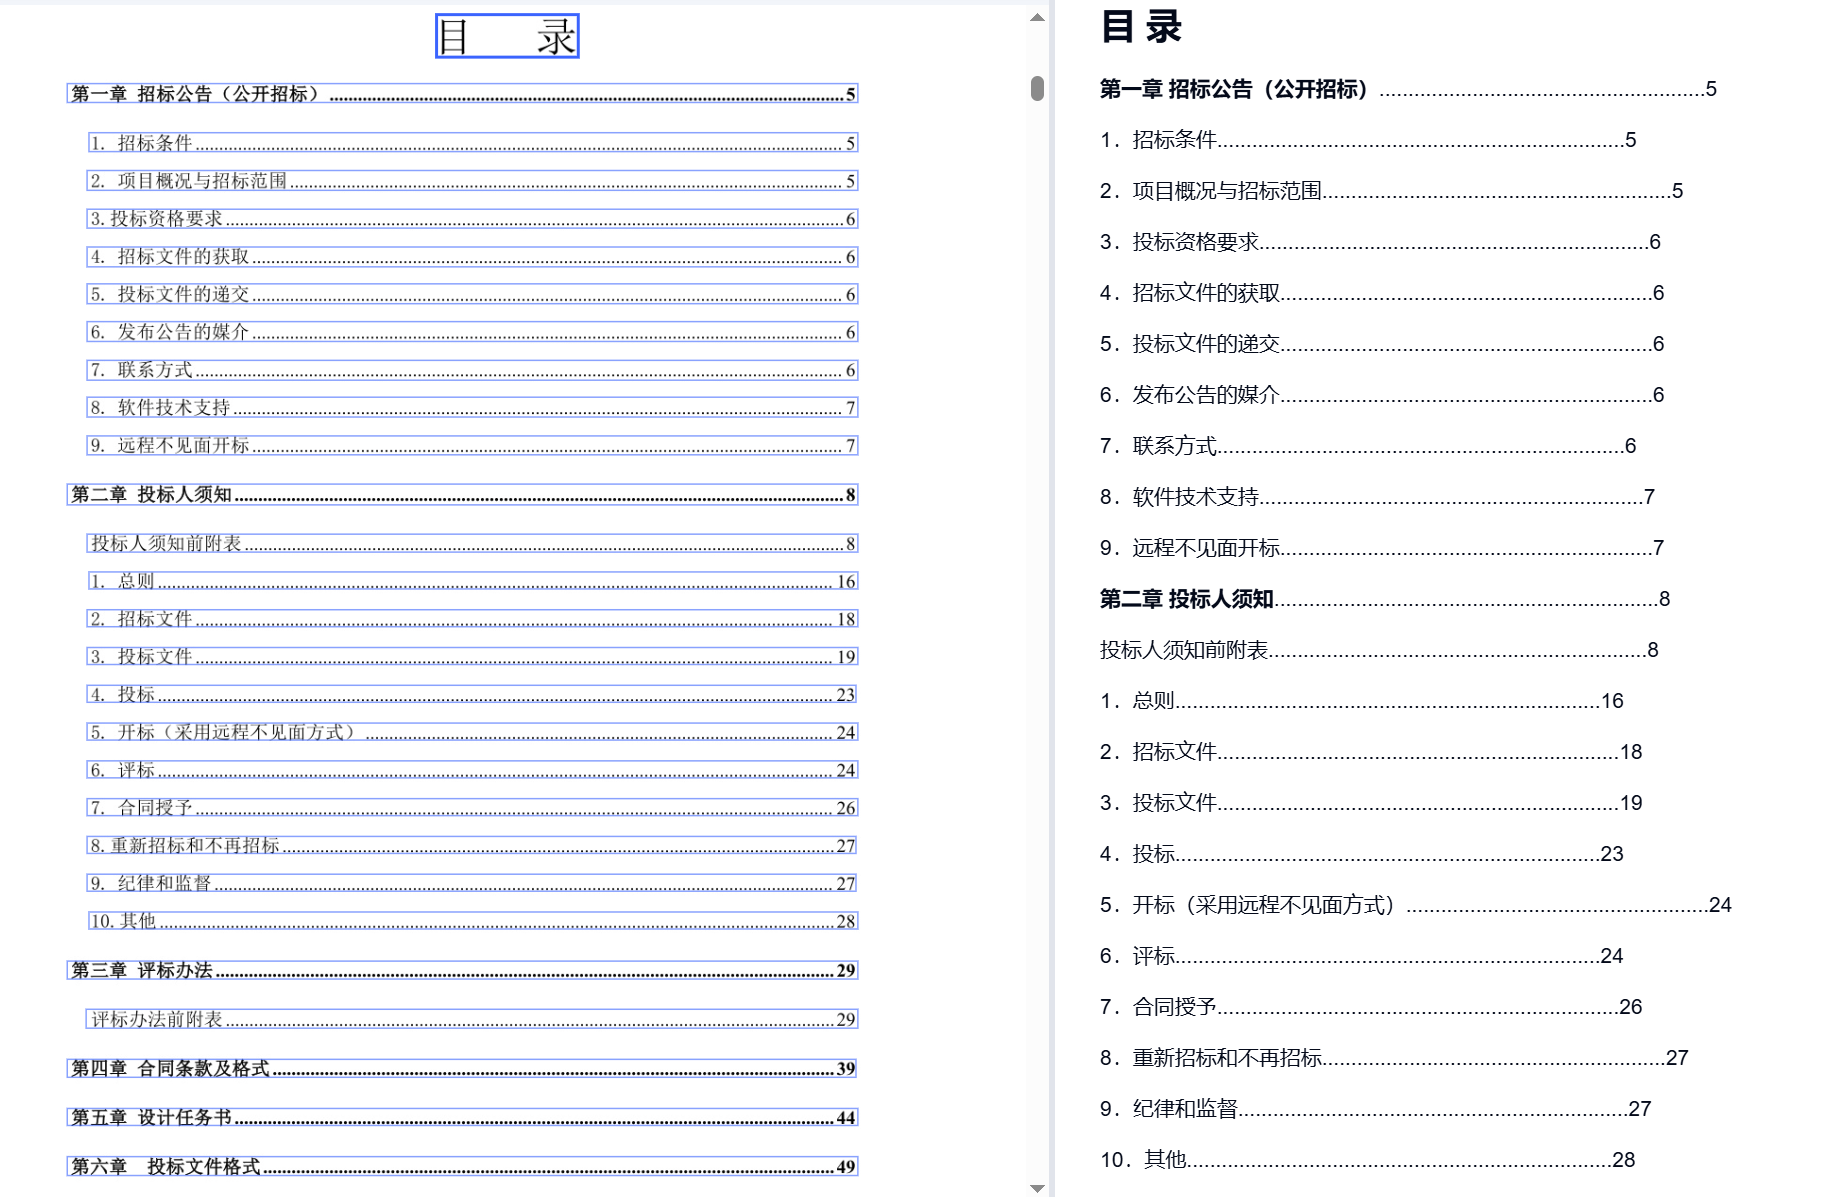 目 录
第一章 招标公告（公开招标）......5
1. 招标条件......5
2. 项目概况与招标范围......5
3. 投标资格要求......6
4. 招标文件的获取......6
5. 投标文件的递交......6
6. 发布公告的媒介......6
7. 联系方式......6
8. 软件技术支持......7
9. 远程不见面开标......7
第二章 投标人须知......8
投标人须知前附表......8
1. 总则......16
2. 招标文件......18
3. 投标文件......19
4. 投标......23
5. 开标（采用远程不见面方式）......24
6. 评标......24
7. 合同授予......26
8. 重新招标和不再招标......27
9. 纪律和监督......27
10. 其他......28
第三章 评标办法......29
评标办法前附表......29
第四章 合同条款及格式......39
第五章 设计任务书......44
第六章 投标文件格式......49
目 录
第一章 招标公告（公开招标）......5
1. 招标条件......5
2. 项目概况与招标范围......5
3. 投标资格要求......6
4. 招标文件的获取......6
5. 投标文件的递交......6
6. 发布公告的媒介......6
7. 联系方式......6
8. 软件技术支持......7
9. 远程不见面开标......7
第二章 投标人须知......8
投标人须知前附表......8
1. 总则......16
2. 招标文件......18
3. 投标文件......19
4. 投标......23
5. 开标（采用远程不见面方式）......24
6. 评标......24
7. 合同授予......26
8. 重新招标和不再招标......27
9. 纪律和监督......27
10. 其他......28